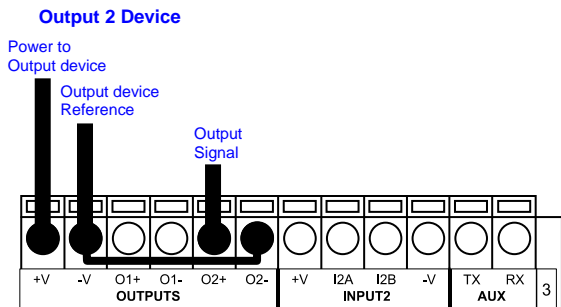 Output 2 Device
Power to
Output device
Output device
Reference
Output
Signal
+V -V O1+ O1- O2+ O2- +V I2A I2B -V TX RX
OUTPUTS INPUT2 AUX 3